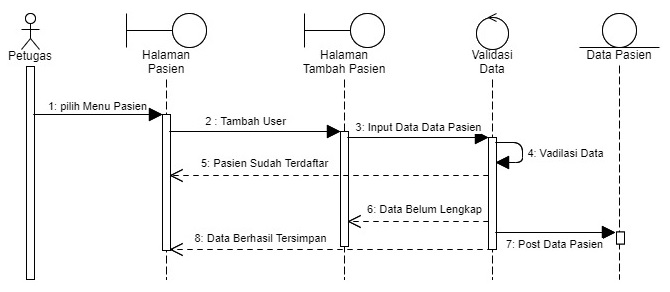 Petugas
Halaman
Pasien
Halaman
Tambah Pasien
Validasi
Data
Data Pasien
1: pilih Menu Pasien
2 : Tambah User
3: Input Data Data Pasien
4: Vadilasi Data
5: Pasien Sudah Terdaftar
6: Data Belum Lengkap
7: Post Data Pasien
8: Data Berhasil Tersimpan